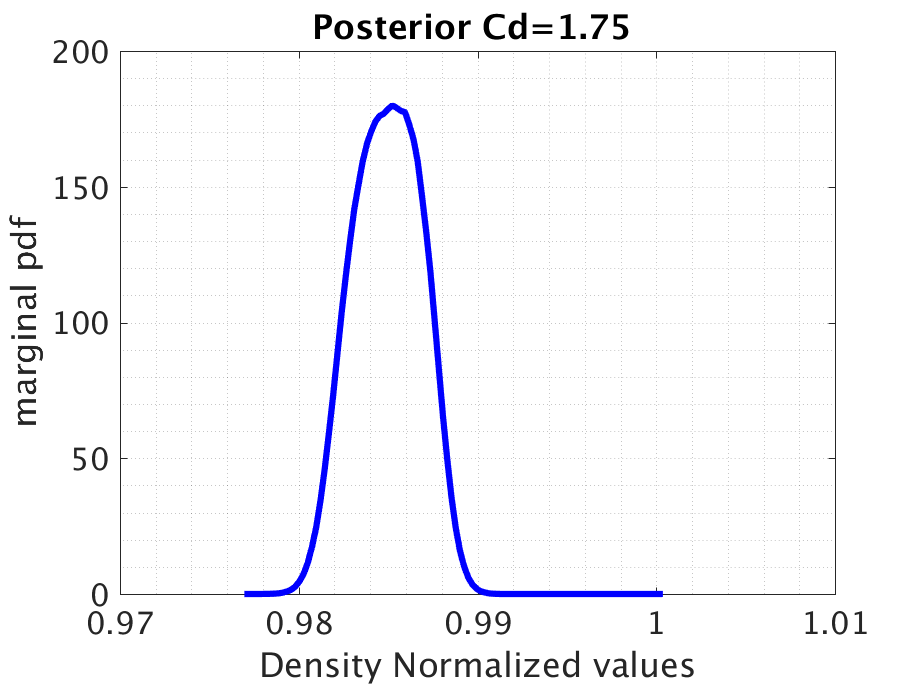 Posterior Cd=1.75
200
150
100
50
0
marginal pdf
0.97 0.98 0.99 1 1.01
Density Normalized values